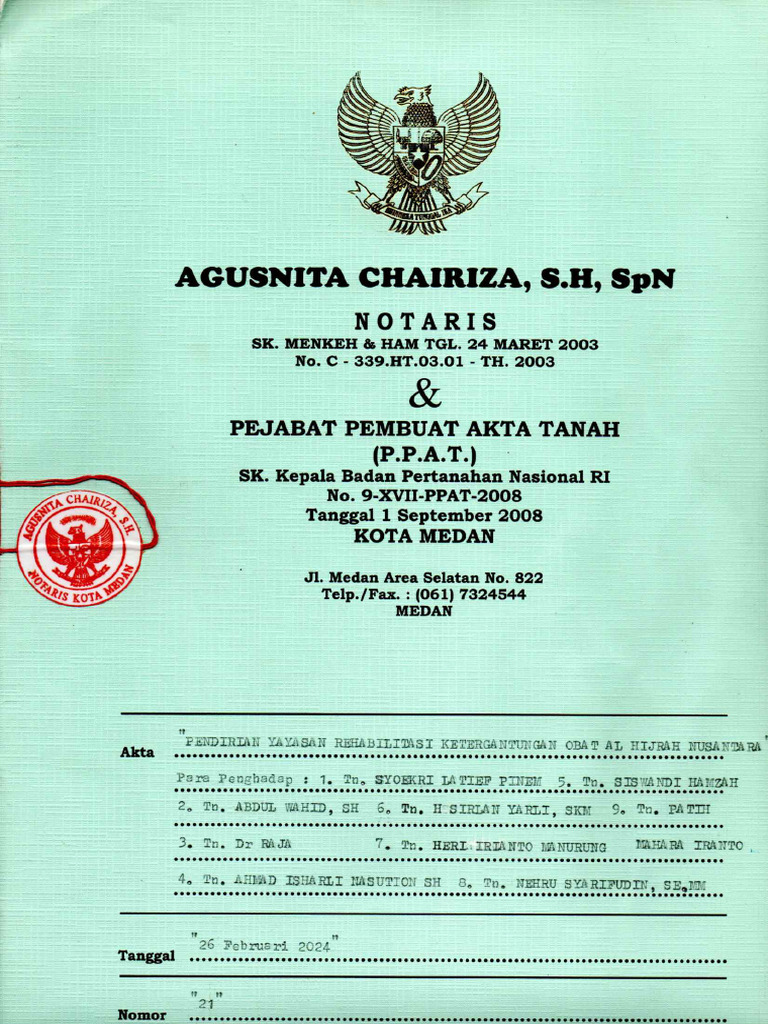 BHINNEKA TUNGGAL IKA
AGUSNITA CHAIRIZA, S.H, SpN
NOTARIS
SK. MENKEH & HAM TGL. 24 MARET 2003
No. C - 339.HT.03.01 - TH. 2003
&
PEJABAT PEMBUAT AKTA TANAH
(P.P.A.T.)
SK. Kepala Badan Pertanahan Nasional RI
No. 9-XVII-PPAT-2008
Tanggal 1 September 2008
KOTA MEDAN
AGUSNITA CHAIRIZA, S.H.
NOTARIS KOTA MEDAN
Jl. Medan Area Selatan No. 822
Telp./Fax. : (061) 7324544
MEDAN
Akta "PENDIRIAN YAYASAN REHABILITASI KETERGANTUNGAN OBAT AL HIJRAH NUSANTARA"
Para Penghadap : 1. Tn. SYOEKRI LATIEF PINEM 5. Tn. SISWANDI HAMZAH
2. Tn. ABDUL WAHID, SH 6. Tn. H SIRLAN YARLI, SKM 9. Tn. PATIH
3. Tn. Dr RAJA 7. Tn. HERI IRIANTO MANURUNG MAHARA IRANTO
4. Tn. AHMAD ISHARLI NASUTION SH 8. Tn. NEHRU SYARIFUDIN, SE,MM
Tanggal "26 Februari 2024"
Nomor "21"